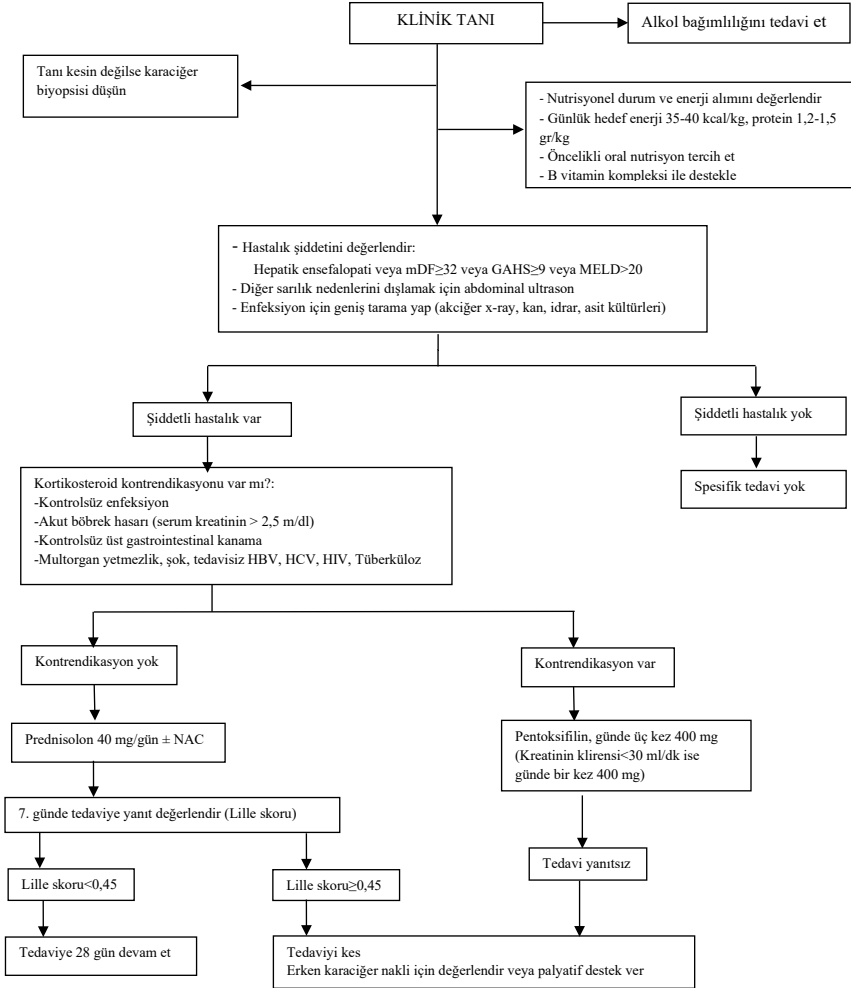 KLİNİK TANI
Alkol bağımlılığını tedavi et
Tanı kesin değilse karaciğer
biyopsisi düşün
- Nutrisyonel durum ve enerji alımını değerlendir
- Günlük hedef enerji 35-40 kcal/kg, protein 1,2-1,5
gr/kg
- Öncelikli oral nutrisyon tercih et
- B vitamin kompleksi ile destekle
- Hastalık şiddetini değerlendir:
Hepatik ensefalopati veya mDF≥32 veya GAHS≥9 veya MELD>20
- Diğer sarılık nedenlerini dışlamak için abdominal ultrason
- Enfeksiyon için geniş tarama yap (akciğer x-ray, kan, idrar, asit kültürleri)
Şiddetli hastalık var
Şiddetli hastalık yok
Kortikosteroid kontrendikasyonu var mı?:
-Kontrolsüz enfeksiyon
-Akut böbrek hasarı (serum kreatinin > 2,5 m/dl)
-Kontrolsüz üst gastrointestinal kanama
-Multorgan yetmezlik, şok, tedavisiz HBV, HCV, HIV, Tüberküloz
Spesifik tedavi yok
Kontrendikasyon yok
Kontrendikasyon var
Prednisolon 40 mg/gün ± NAC
Pentoksifilin, günde üç kez 400 mg
(Kreatinin klirensi<30 ml/dk ise
günde bir kez 400 mg)
7. günde tedaviye yanıt değerlendir (Lille skoru)
Lille skoru<0,45
Lille skoru≥0,45
Tedavi yanıtsız
Tedaviye 28 gün devam et
Tedaviyi kes
Erken karaciğer nakli için değerlendir veya palyatif destek ver